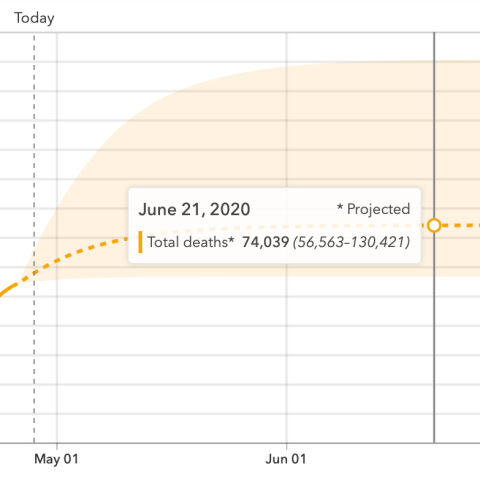 Today
June 21, 2020 * Projected
Total deaths* 74,039 (56,563–130,421)
May 01 Jun 01